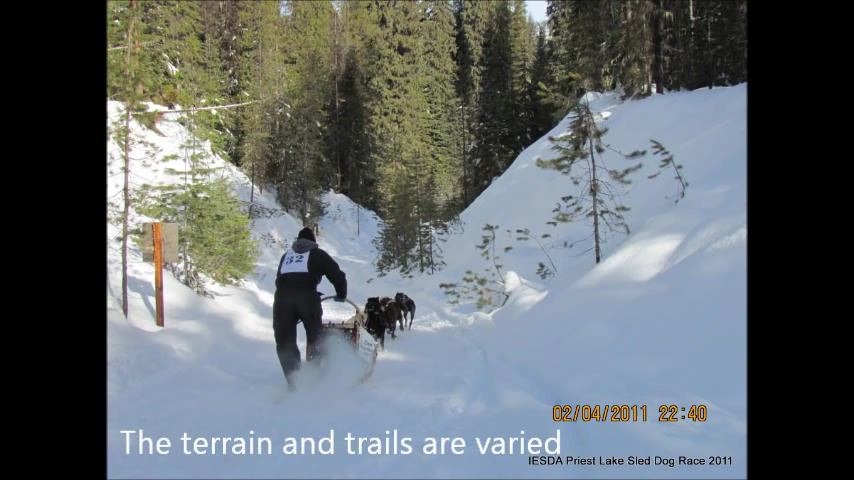 32
02/04/2011 22:40
The terrain and trails are varied
IESDA Priest Lake Sled Dog Race 2011